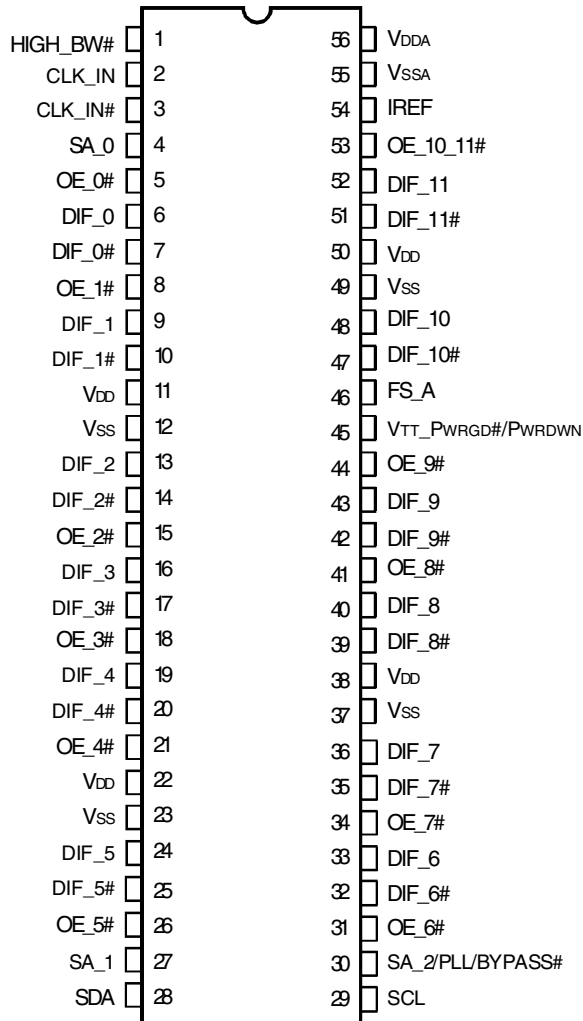 HIGH_BW# 1 56 VDDA
CLK_IN 2 55 VSSA
CLK_IN# 3 54 IREF
SA_0 4 53 OE_10_11#
OE_0# 5 52 DIF_11
DIF_0 6 51 DIF_11#
DIF_0# 7 50 VDD
OE_1# 8 49 VSS
DIF_1 9 48 DIF_10
DIF_1# 10 47 DIF_10#
VDD 11 46 FS_A
VSS 12 45 VTT_PWRGD#/PWRDWN
DIF_2 13 44 OE_9#
DIF_2# 14 43 DIF_9
OE_2# 15 42 DIF_9#
DIF_3 16 41 OE_8#
DIF_3# 17 40 DIF_8
OE_3# 18 39 DIF_8#
DIF_4 19 38 VDD
DIF_4# 20 37 VSS
OE_4# 21 36 DIF_7
VDD 22 35 DIF_7#
VSS 23 34 OE_7#
DIF_5 24 33 DIF_6
DIF_5# 25 32 DIF_6#
OE_5# 26 31 OE_6#
SA_1 27 30 SA_2/PLL/BYPASS#
SDA 28 29 SCL